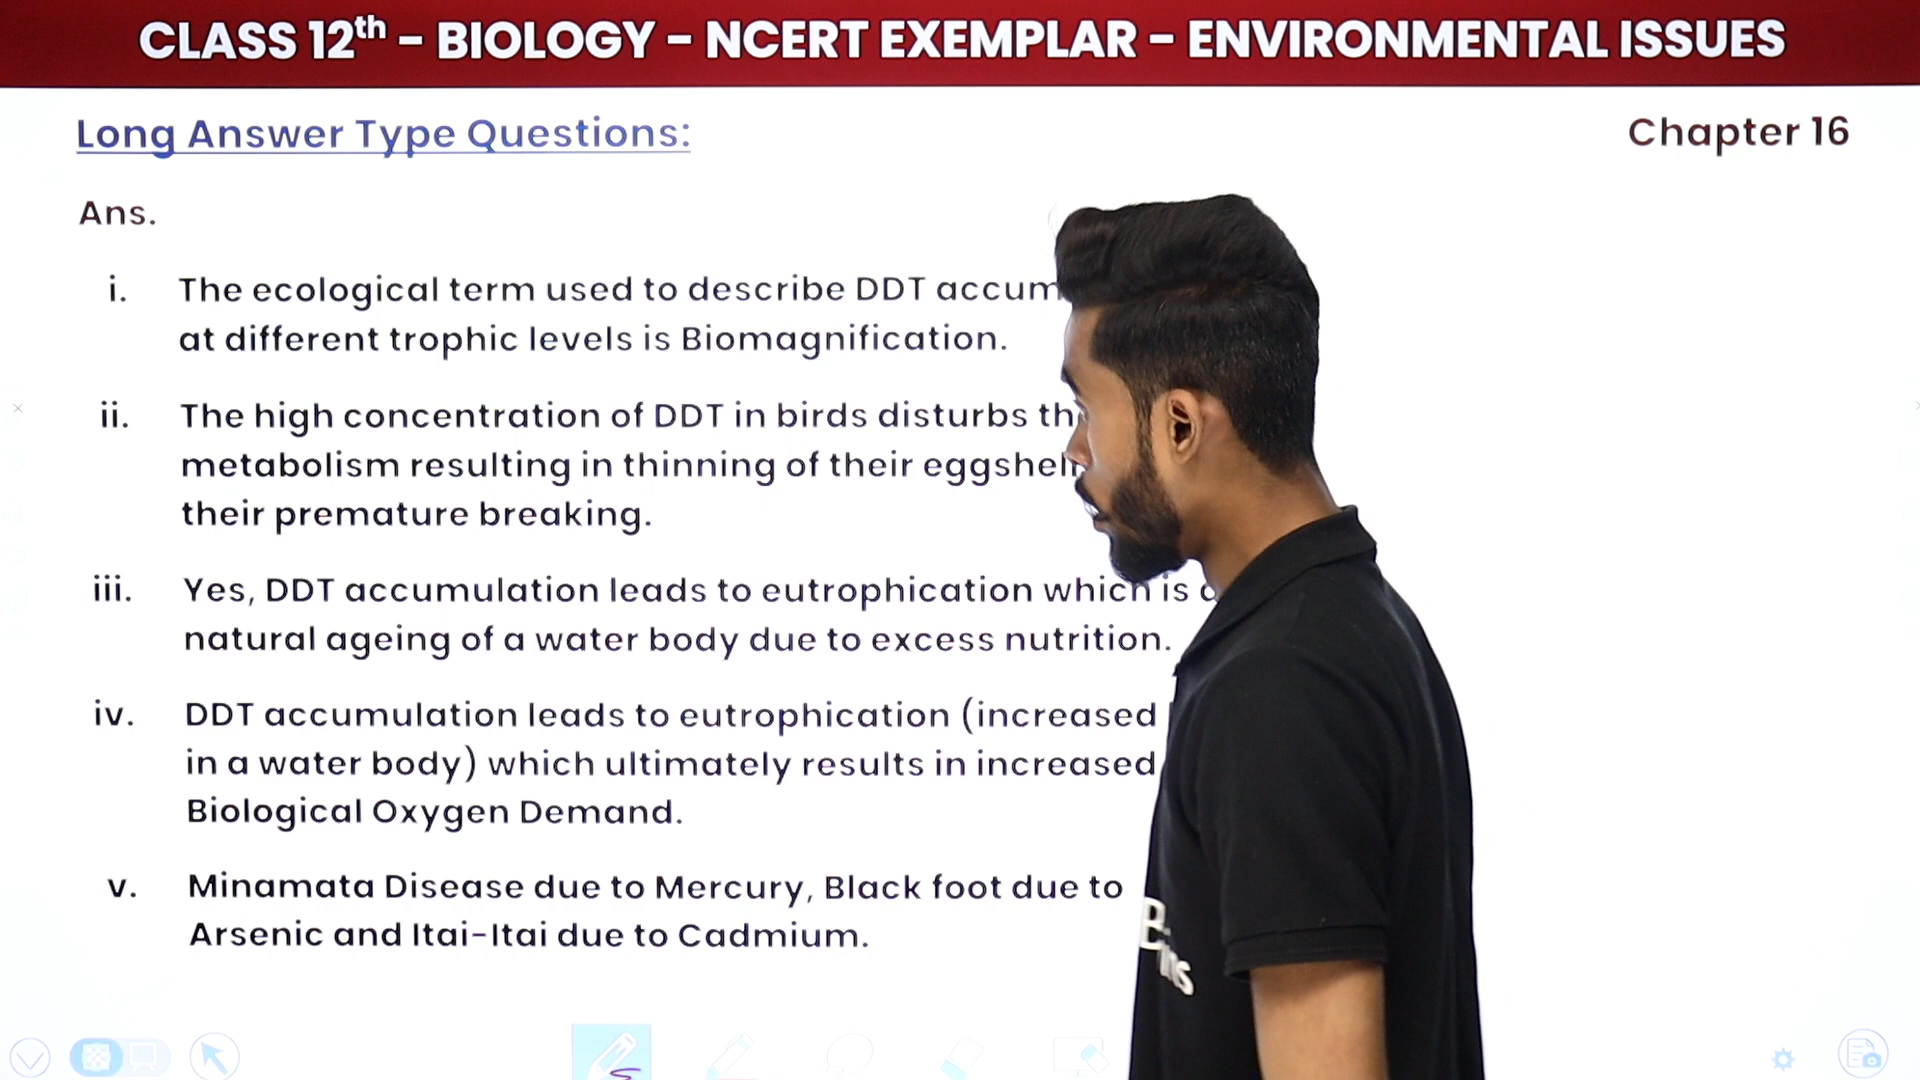 CLASS 12th - BIOLOGY - NCERT EXEMPLAR - ENVIRONMENTAL ISSUES
Long Answer Type Questions:
Chapter 16
Ans.
i. The ecological term used to describe DDT accum
at different trophic levels is Biomagnification.
ii. The high concentration of DDT in birds disturbs th
metabolism resulting in thinning of their eggshel
their premature breaking.
iii. Yes, DDT accumulation leads to eutrophication which is
natural ageing of a water body due to excess nutrition.
iv. DDT accumulation leads to eutrophication (increased
in a water body) which ultimately results in increased
Biological Oxygen Demand.
v. Minamata Disease due to Mercury, Black foot due to
Arsenic and Itai-Itai due to Cadmium.